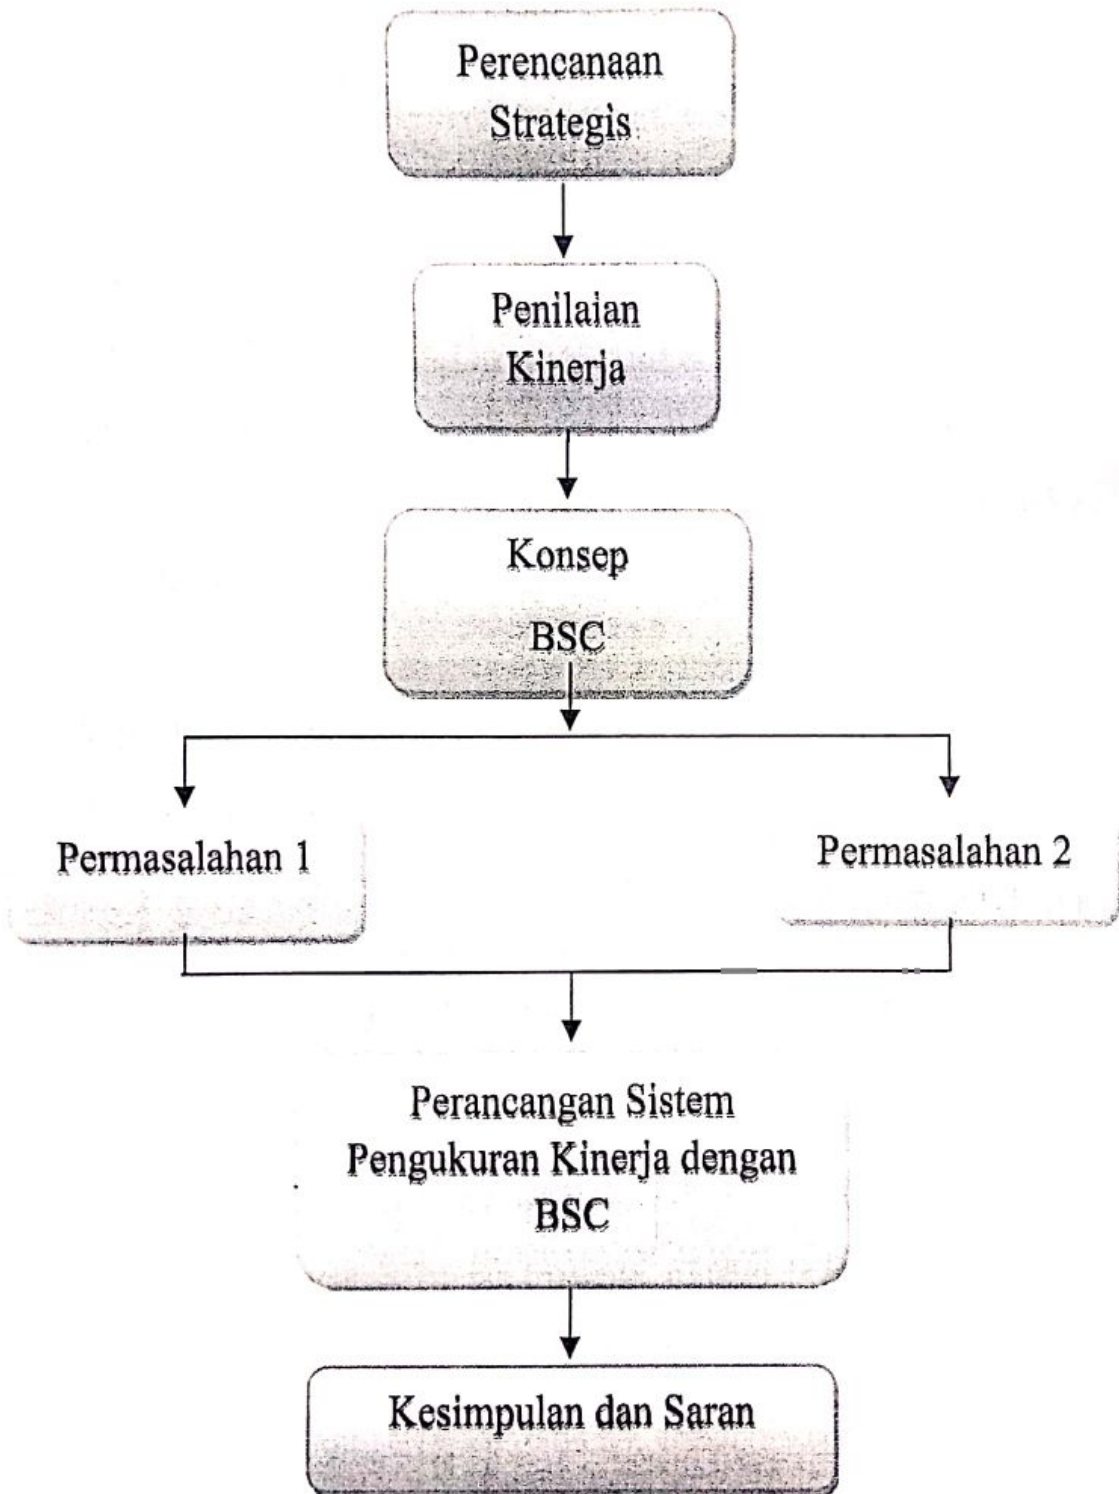 Perencanaan
Strategis
Penilaian
Kinerja
Konsep
BSC
Permasalahan 1
Permasalahan 2
Perancangan Sistem
Pengukuran Kinerja dengan
BSC
Kesimpulan dan Saran